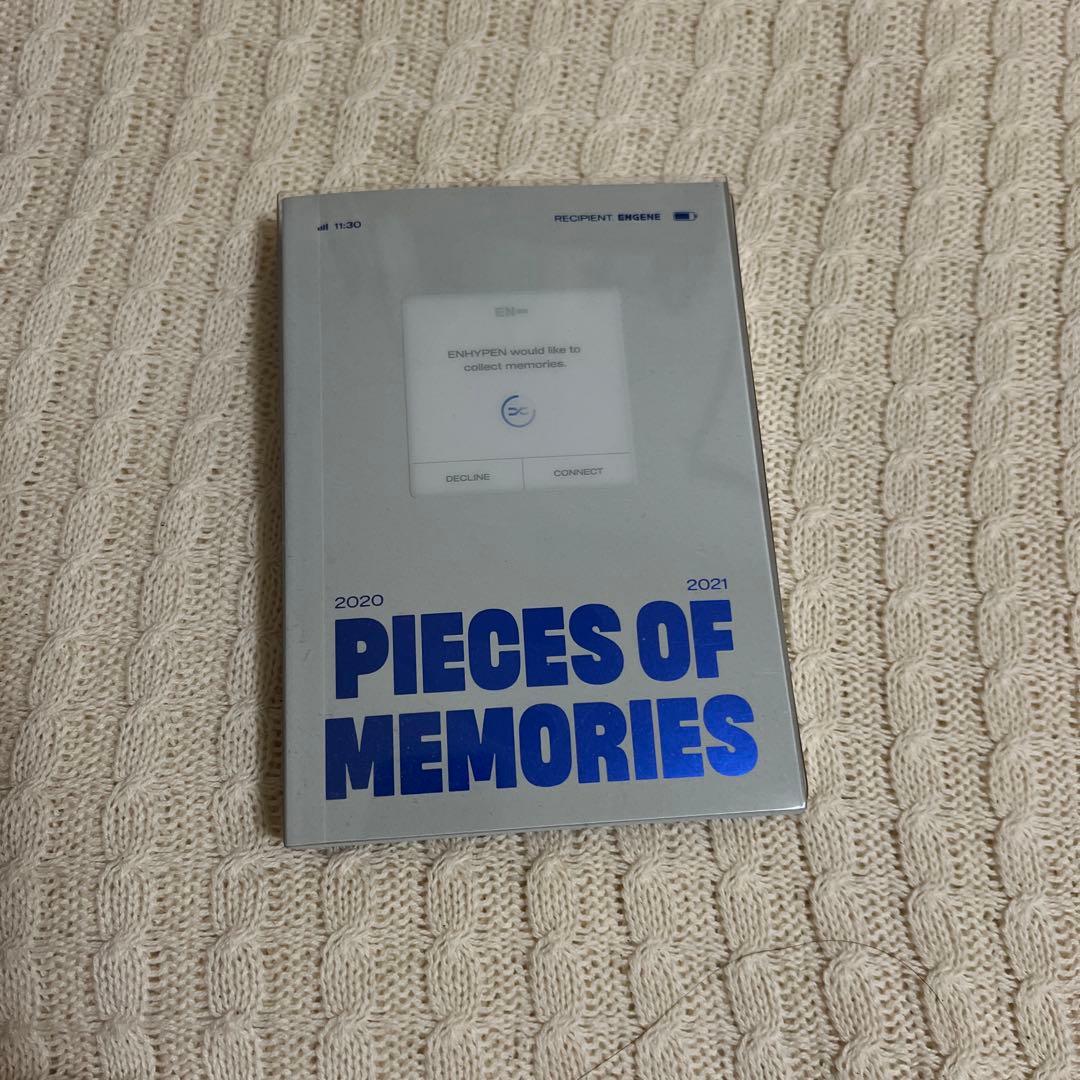 11:30
RECIPIENT ENGENE
EN-
ENHYPEN would like to
collect memories.
DECLINE
CONNECT
2020
2021
PIECES OF
MEMORIES